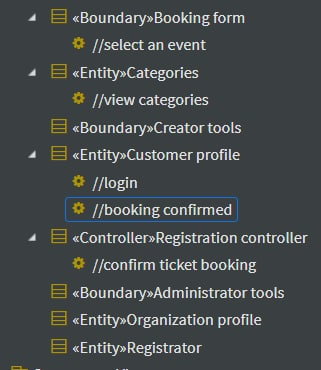 «Boundary»Booking form
//select an event
«Entity»Categories
//view categories
«Boundary»Creator tools
«Entity»Customer profile
//login
//booking confirmed
«Controller»Registration controller
//confirm ticket booking
«Boundary»Administrator tools
«Entity»Organization profile
«Entity»Registrator